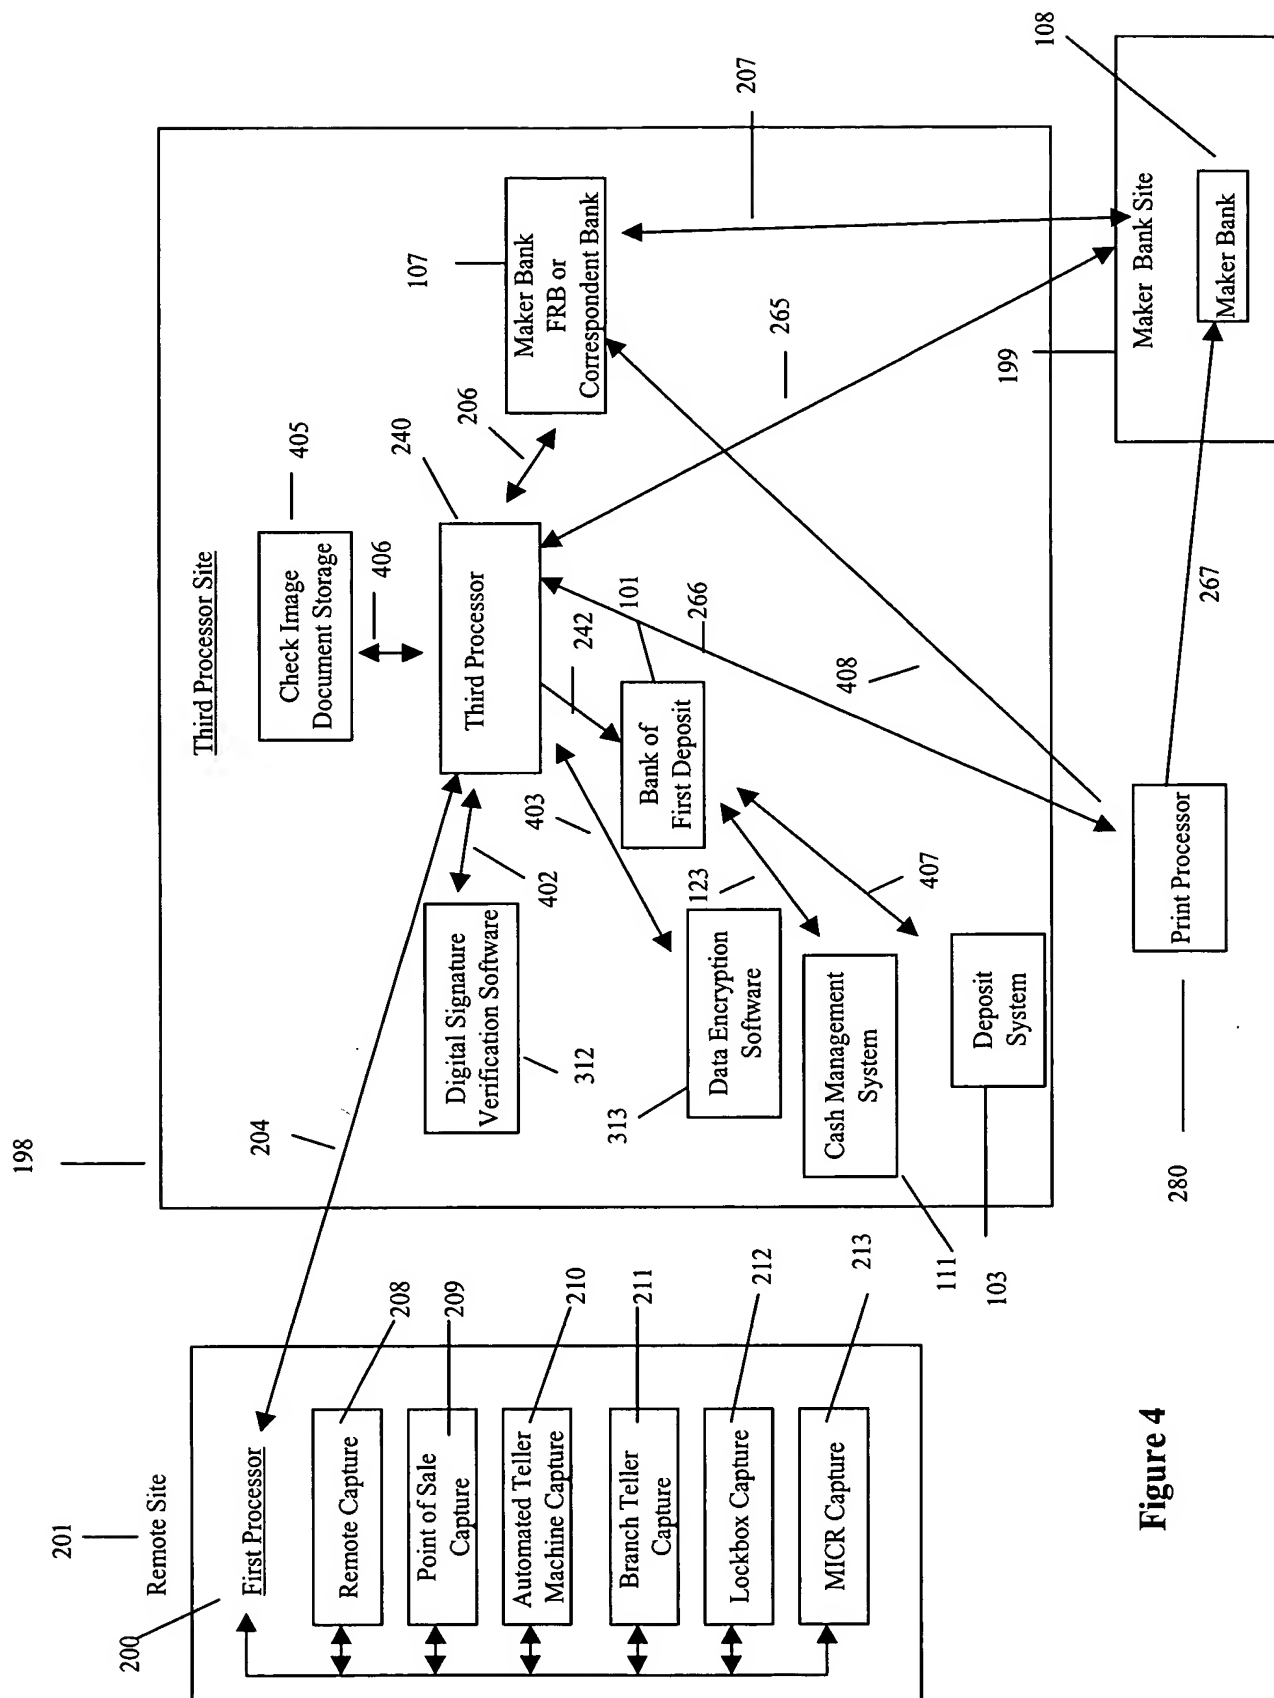 201
Remote Site
200
First Processor
Remote Capture
208
Point of Sale
Capture
209
Automated Teller
Machine Capture
210
Branch Teller
Capture
211
Lockbox Capture
212
MICR Capture
213
198
204
Third Processor Site
Check Image
Document Storage
405
406
Digital Signature
Verification Software
312
402
Third Processor
240
206
Maker Bank
FRB or
Correspondent Bank
107
207
403
242
101
266
265
Data Encryption
Software
313
Bank of
First Deposit
123
407
Cash Management
System
111
Deposit
System
103
408
Print Processor
280
267
199
Maker Bank Site
Maker Bank
108
Figure 4